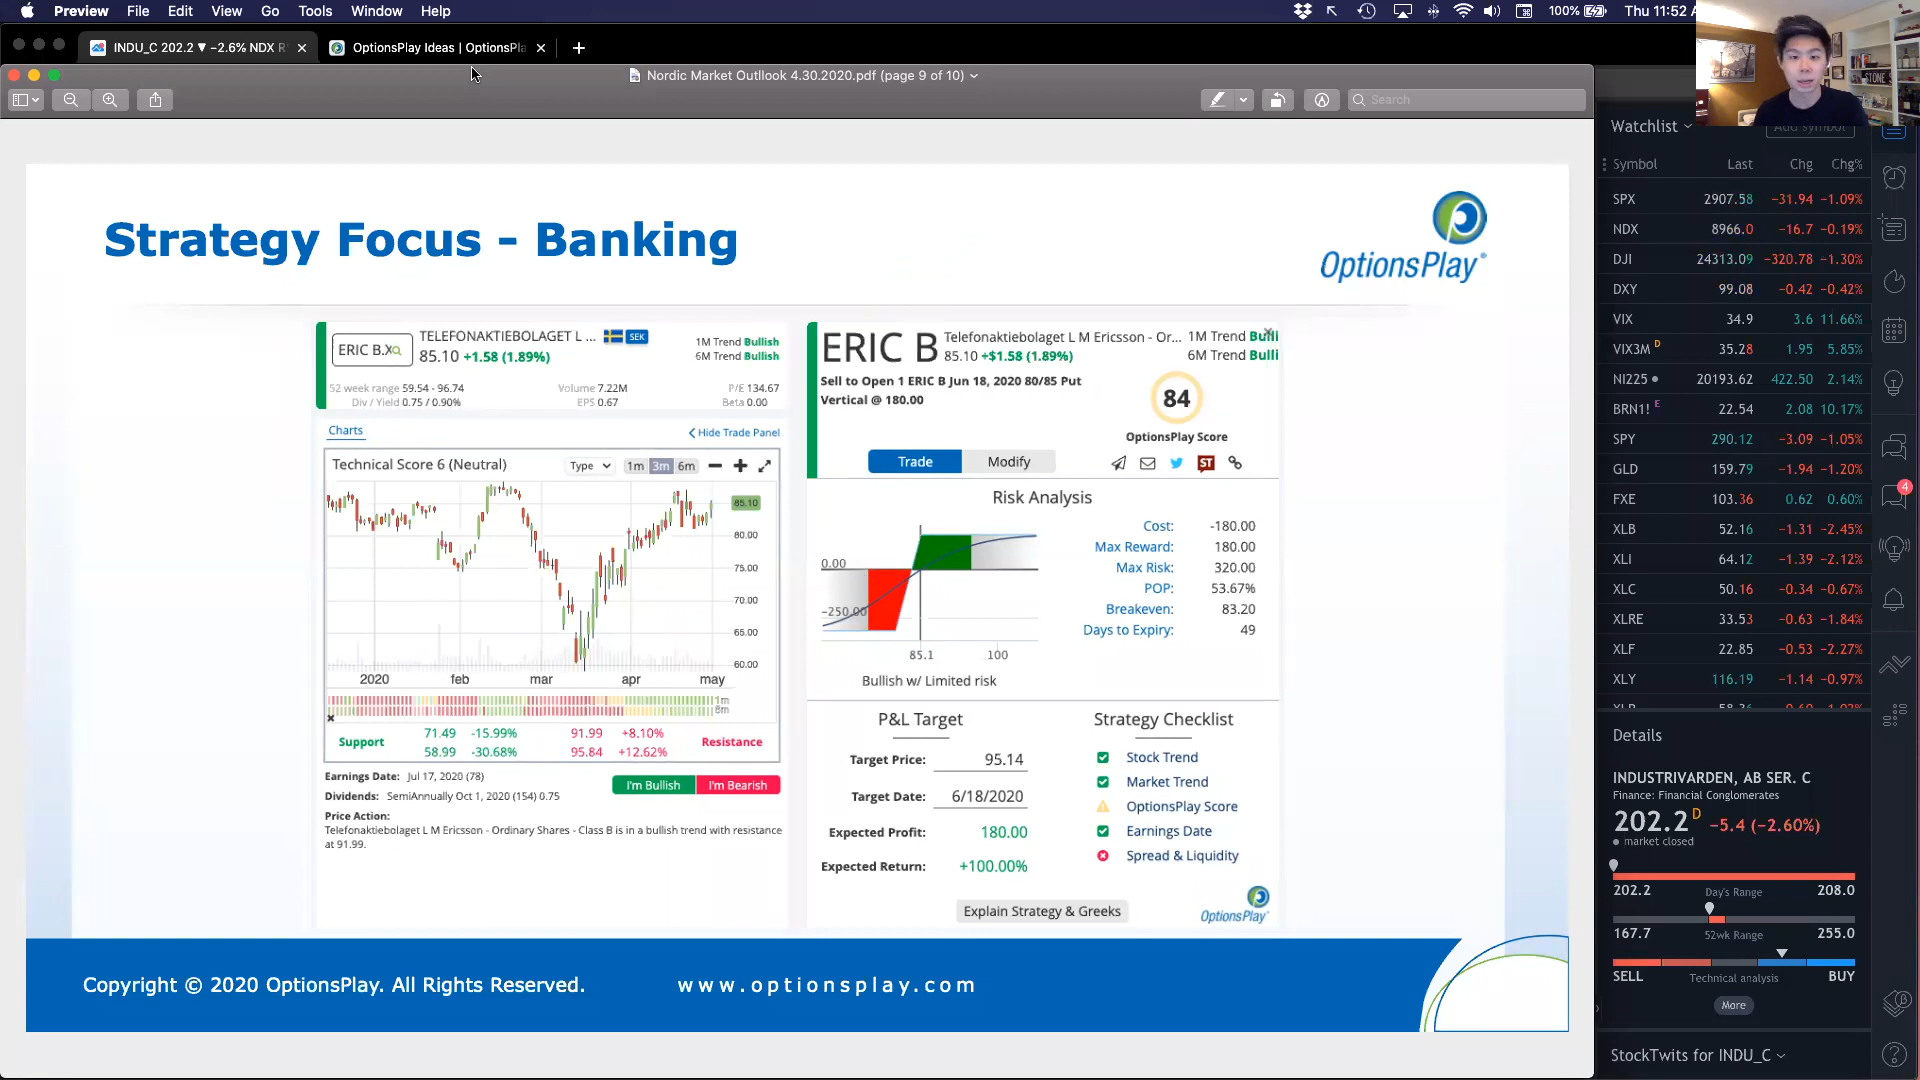 Preview File Edit View Go Tools Window Help
100% Thu 11:52
INDU_C 202.2 ▼ −2.6% NDX
OptionsPlay Ideas | OptionsPla
Nordic Market Outllook 4.30.2020.pdf (page 9 of 10)
Search
Strategy Focus - Banking
OptionsPlay
ERIC B.X
TELEFONAKTIEBOLAGET L ... SEK
85.10 +1.58 (1.89%)
1M Trend Bullish
6M Trend Bullish
52 week range 59.54 - 96.74 Volume 7.22M P/E 134.67
Div / Yield 0.75 / 0.90% EPS 0.67 Beta 0.00
Charts
Hide Trade Panel
Technical Score 6 (Neutral) Type 1m 3m 6m
85.10
80.00
75.00
70.00
65.00
60.00
2020 feb mar apr may
1m
6m
Support 71.49 -15.99% 91.99 +8.10% Resistance
58.99 -30.68% 95.84 +12.62%
Earnings Date: Jul 17, 2020 (78)
I'm Bullish I'm Bearish
Dividends: SemiAnnually Oct 1, 2020 (154) 0.75
Price Action:
Telefonaktiebolaget L M Ericsson - Ordinary Shares - Class B is in a bullish trend with resistance
at 91.99.
ERIC B
Telefonaktiebolaget L M Ericsson - Or...
85.10 +$1.58 (1.89%)
1M Trend Bulli
6M Trend Bulli
Sell to Open 1 ERIC B Jun 18, 2020 80/85 Put
Vertical @ 180.00
84
OptionsPlay Score
Trade Modify
ST
Risk Analysis
0.00
-250.00
85.1 100
Bullish w/ Limited risk
Cost: -180.00
Max Reward: 180.00
Max Risk: 320.00
POP: 53.67%
Breakeven: 83.20
Days to Expiry: 49
P&L Target
Target Price: 95.14
Target Date: 6/18/2020
Expected Profit: 180.00
Expected Return: +100.00%
Strategy Checklist
Stock Trend
Market Trend
OptionsPlay Score
Earnings Date
Spread & Liquidity
Explain Strategy & Greeks
OptionsPlay
Copyright © 2020 OptionsPlay. All Rights Reserved.
www.optionsplay.com
Watchlist
Add symbol
Symbol Last Chg Chg%
SPX 2907.58 −31.94 −1.09%
NDX 8966.0 −16.7 −0.19%
DJI 24313.09 −320.78 −1.30%
DXY 99.08 −0.42 −0.42%
VIX 34.9 3.6 11.66%
VIX3M D 35.28 1.95 5.85%
NI225 20193.62 422.50 2.14%
BRN1! E 22.54 2.08 10.17%
SPY 290.12 −3.09 −1.05%
GLD 159.79 −1.94 −1.20%
FXE 103.36 0.62 0.60%
XLB 52.16 −1.31 −2.45%
XLI 64.12 −1.39 −2.12%
XLC 50.16 −0.34 −0.67%
XLRE 33.53 −0.63 −1.84%
XLF 22.85 −0.53 −2.27%
XLY 116.19 −1.14 −0.97%
4
Details
INDUSTRIVARDEN, AB SER. C
Finance: Financial Conglomerates
202.2 D −5.4 (−2.60%)
market closed
202.2 Day's Range 208.0
167.7 52wk Range 255.0
SELL Technical analysis BUY
More
StockTwits for INDU_C